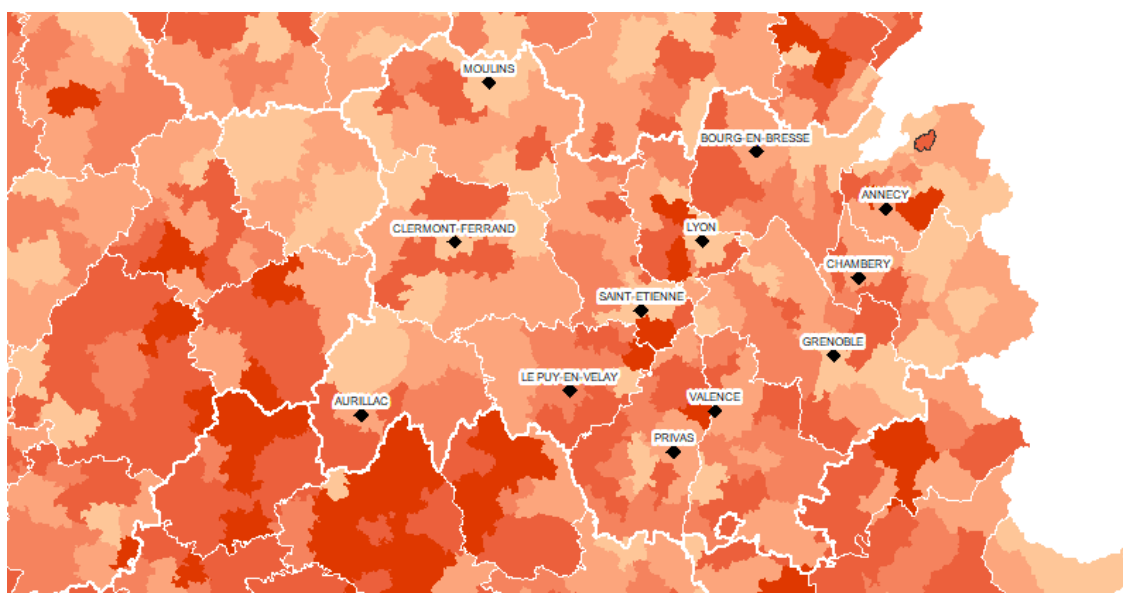 MOULINS
BOURG-EN-BRESSE
ANNECY
CLERMONT-FERRAND
LYON
CHAMBERY
SAINT-ETIENNE
GRENOBLE
LE PUY-EN-VELAY
AURILLAC
VALENCE
PRIVAS